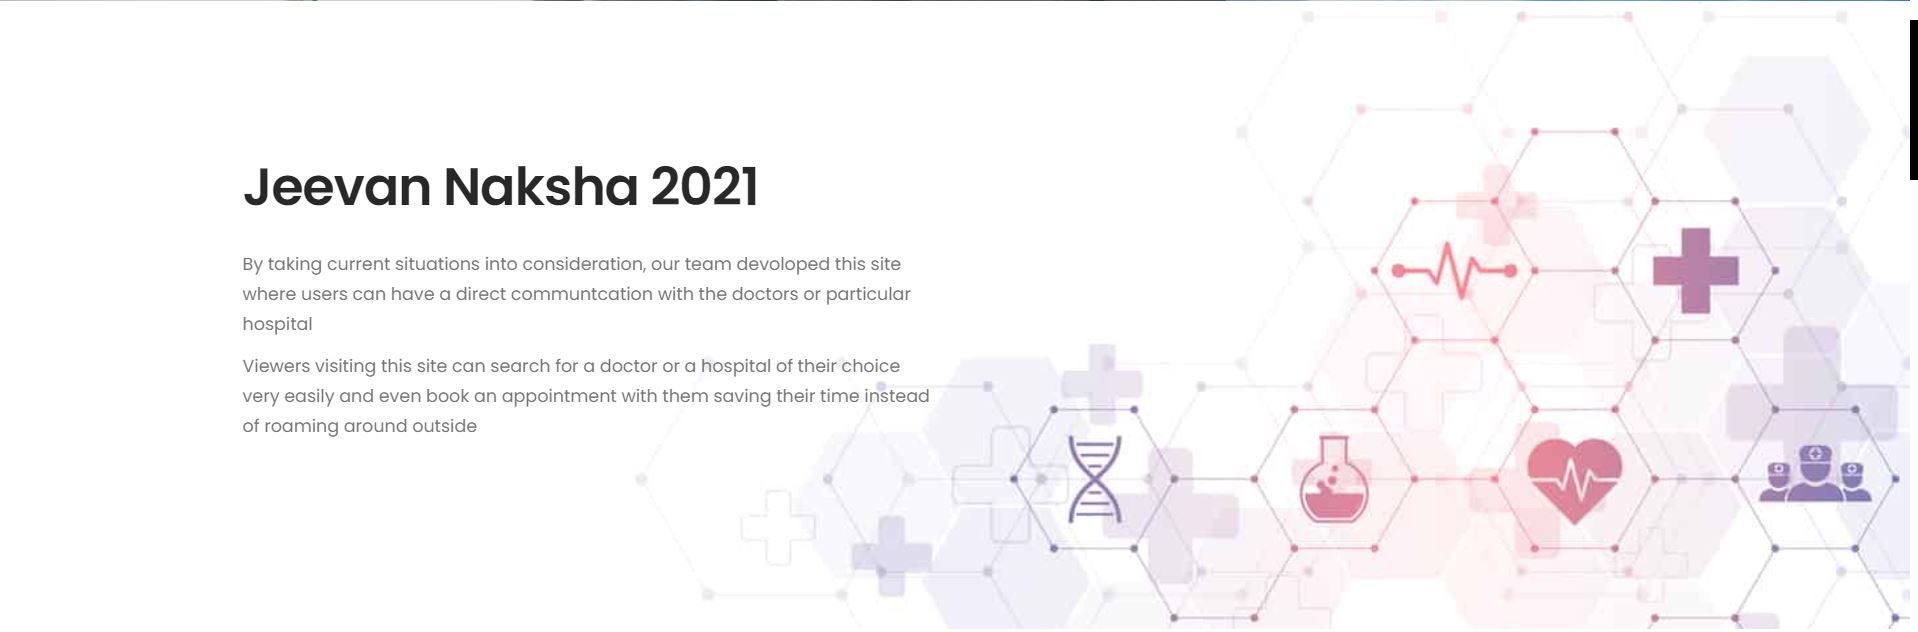 Jeevan Naksha 2021
By taking current situations into consideration, our team devoloped this site
where users can have a direct communtcation with the doctors or particular
hospital
Viewers visiting this site can search for a doctor or a hospital of their choice
very easily and even book an appointment with them saving their time instead
of roaming around outside